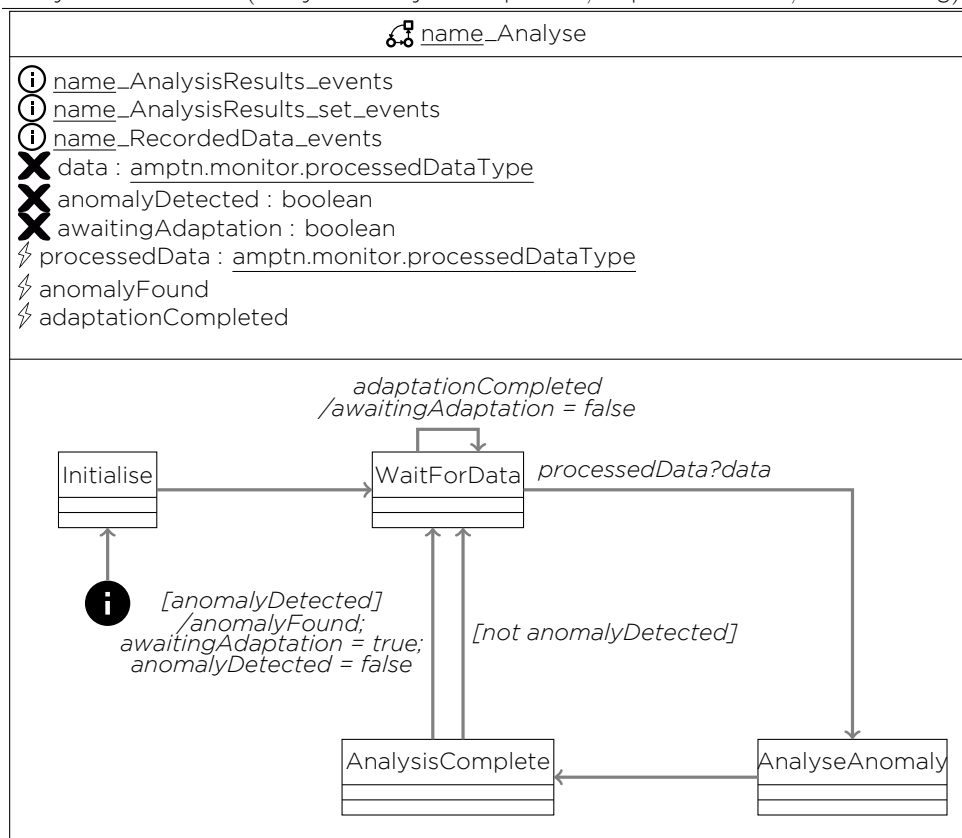 name_Analyse
name_AnalysisResults_events
name_AnalysisResults_set_events
name_RecordedData_events
data : amptn.monitor.processedDataType
anomalyDetected : boolean
awaitingAdaptation : boolean
processedData : amptn.monitor.processedDataType
anomalyFound
adaptationCompleted
adaptationCompleted
/awaitingAdaptation = false
Initialise
WaitForData
processedData?data
[anomalyDetected]
/anomalyFound;
awaitingAdaptation = true;
anomalyDetected = false
[not anomalyDetected]
AnalysisComplete
AnalyseAnomaly